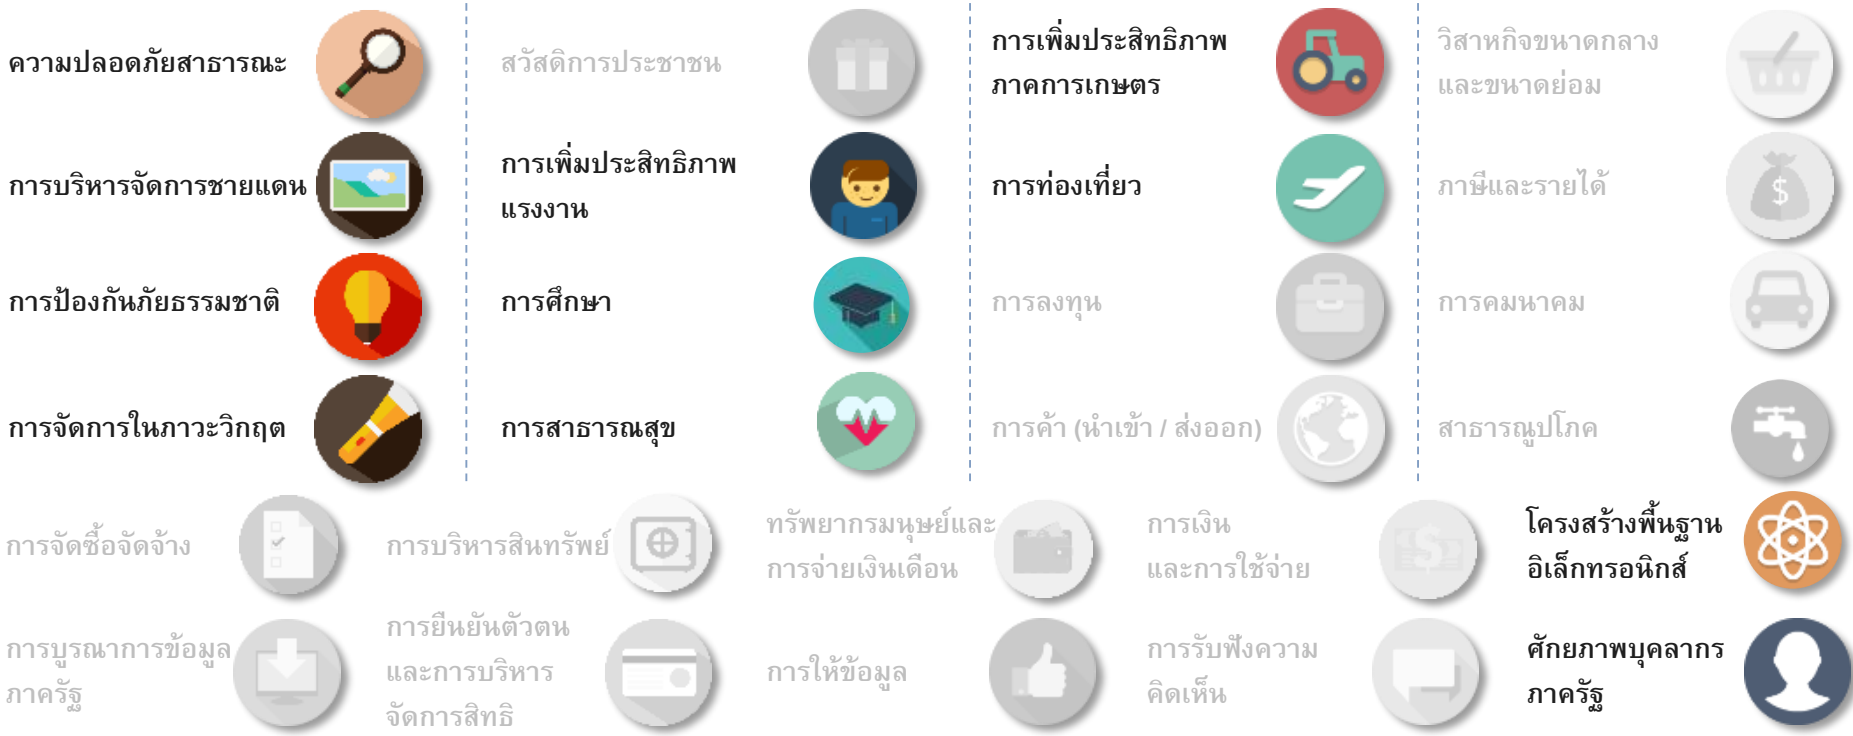 ความปลอดภัยสาธารณะ
สวัสดิการประชาชน
การเพิ่มประสิทธิภาพ
ภาคการเกษตร
วิสาหกิจขนาดกลาง
และขนาดย่อม
การบริหารจัดการชายแดน
การเพิ่มประสิทธิภาพ
แรงงาน
การท่องเที่ยว
ภาษีและรายได้
$
การป้องกันภัยธรรมชาติ
การศึกษา
การลงทุน
การคมนาคม
การจัดการในภาวะวิกฤต
การสาธารณสุข
การค้า (นำเข้า / ส่งออก)
สาธารณูปโภค
การจัดซื้อจัดจ้าง
การบริหารสินทรัพย์
ทรัพยากรมนุษย์และ
การจ่ายเงินเดือน
การเงิน
และการใช้จ่าย
$
โครงสร้างพื้นฐาน
อิเล็กทรอนิกส์
การบูรณาการข้อมูล
ภาครัฐ
การยืนยันตัวตน
และการบริหาร
จัดการสิทธิ
การให้ข้อมูล
การรับฟังความ
คิดเห็น
ศักยภาพบุคลากร
ภาครัฐ